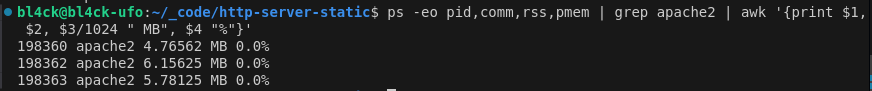 bl4ck@bl4ck-ufo:~/_code/http-server-static$ ps -eo pid,comm,rss,pmem | grep apache2 | awk '{print $1,
 $2, $3/1024 " MB", $4 "%"}'
198360 apache2 4.76562 MB 0.0%
198362 apache2 6.15625 MB 0.0%
198363 apache2 5.78125 MB 0.0%